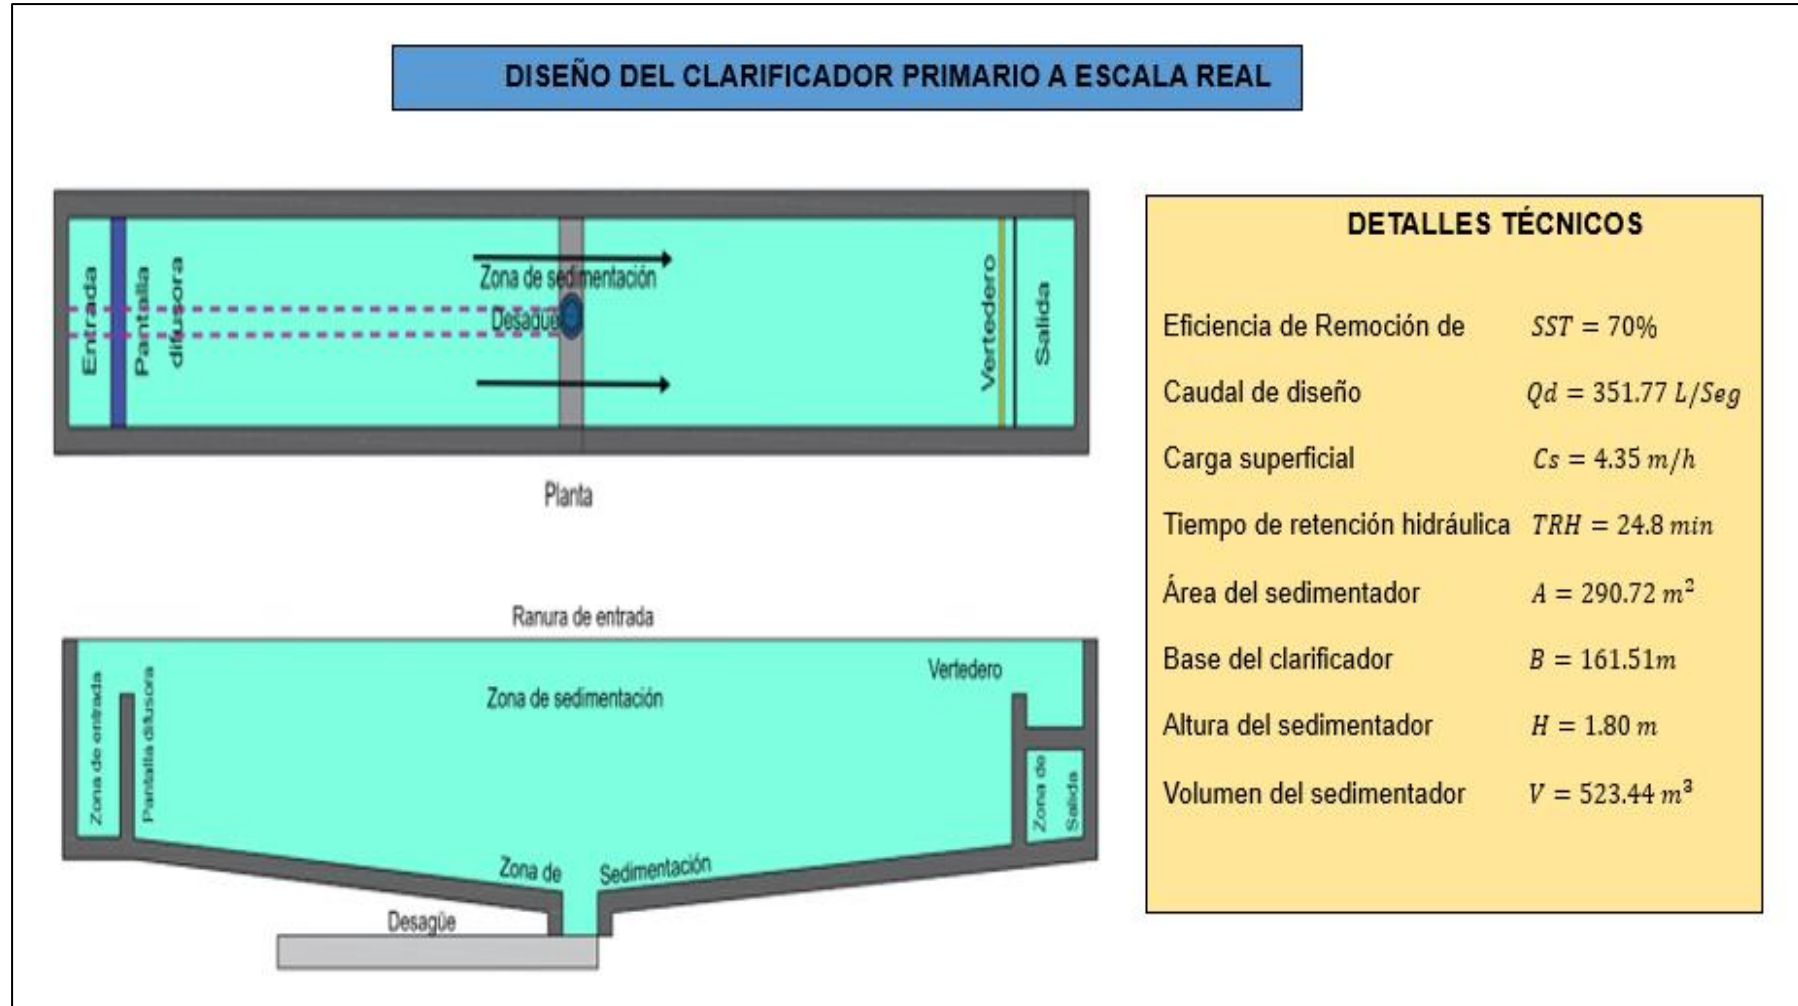 DISEÑO DEL CLARIFICADOR PRIMARIO A ESCALA REAL
Entrada
Pantalla
difusora
Zona de sedimentación
Desagüe
Vertedero
Salida
Planta
Ranura de entrada
Zona de entrada
Pantalla difusora
Zona de sedimentación
Vertedero
Zona de
Salida
Zona de Sedimentación
Desagüe
DETALLES TÉCNICOS
Eficiencia de Remoción de SST = 70%
Caudal de diseño Qd = 351.77 L/Seg
Carga superficial Cs = 4.35 m/h
Tiempo de retención hidráulica TRH = 24.8 min
Área del sedimentador A = 290.72 m²
Base del clarificador B = 161.51m
Altura del sedimentador H = 1.80 m
Volumen del sedimentador V = 523.44 m³